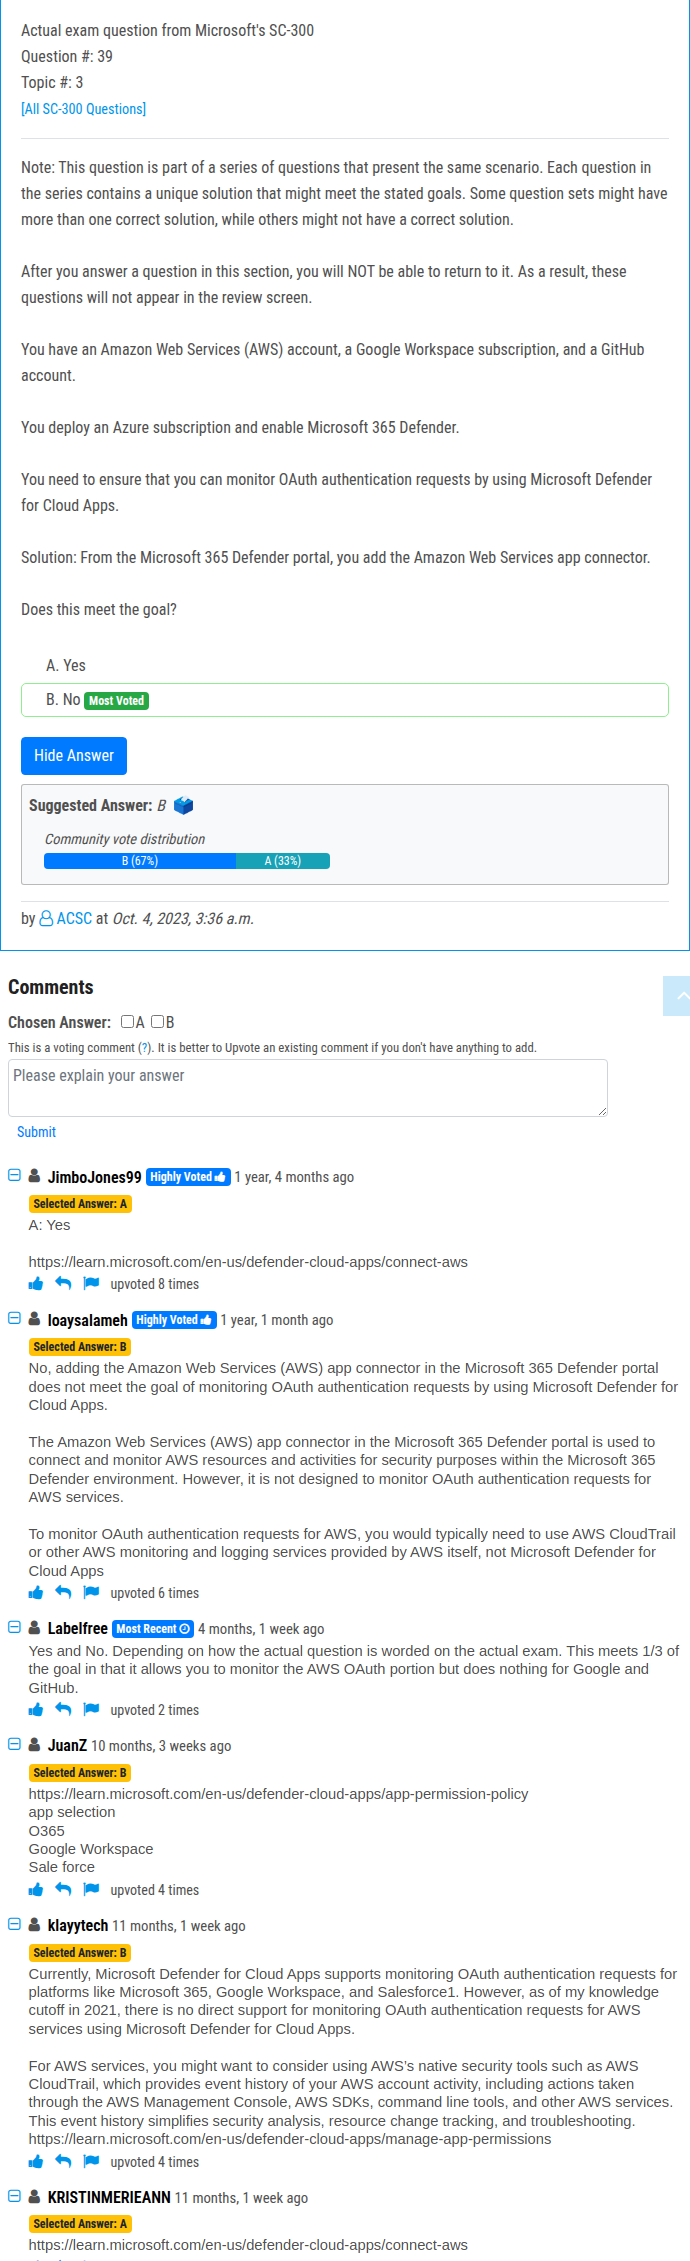 Actual exam question from Microsoft's SC-300
Question #: 39
Topic #: 3
[All SC-300 Questions]
Note: This question is part of a series of questions that present the same scenario. Each question in
the series contains a unique solution that might meet the stated goals. Some question sets might have
more than one correct solution, while others might not have a correct solution.
After you answer a question in this section, you will NOT be able to return to it. As a result, these
questions will not appear in the review screen.
You have an Amazon Web Services (AWS) account, a Google Workspace subscription, and a GitHub
account.
You deploy an Azure subscription and enable Microsoft 365 Defender.
You need to ensure that you can monitor OAuth authentication requests by using Microsoft Defender
for Cloud Apps.
Solution: From the Microsoft 365 Defender portal, you add the Amazon Web Services app connector.
Does this meet the goal?
A. Yes
B. No Most Voted
Hide Answer
Suggested Answer: B
Community vote distribution
B (67%) A (33%)
by ACSC at Oct. 4, 2023, 3:36 a.m.
Comments
Chosen Answer: A B
This is a voting comment (?). It is better to Upvote an existing comment if you don't have anything to add.
Please explain your answer
Submit
JimboJones99 Highly Voted 1 year, 4 months ago
Selected Answer: A
A: Yes
https://learn.microsoft.com/en-us/defender-cloud-apps/connect-aws
upvoted 8 times
loaysalameh Highly Voted 1 year, 1 month ago
Selected Answer: B
No, adding the Amazon Web Services (AWS) app connector in the Microsoft 365 Defender portal
does not meet the goal of monitoring OAuth authentication requests by using Microsoft Defender for
Cloud Apps.
The Amazon Web Services (AWS) app connector in the Microsoft 365 Defender portal is used to
connect and monitor AWS resources and activities for security purposes within the Microsoft 365
Defender environment. However, it is not designed to monitor OAuth authentication requests for
AWS services.
To monitor OAuth authentication requests for AWS, you would typically need to use AWS CloudTrail
or other AWS monitoring and logging services provided by AWS itself, not Microsoft Defender for
Cloud Apps
upvoted 6 times
Labelfree Most Recent 4 months, 1 week ago
Yes and No. Depending on how the actual question is worded on the actual exam. This meets 1/3 of
the goal in that it allows you to monitor the AWS OAuth portion but does nothing for Google and
GitHub.
upvoted 2 times
JuanZ 10 months, 3 weeks ago
Selected Answer: B
https://learn.microsoft.com/en-us/defender-cloud-apps/app-permission-policy
app selection
O365
Google Workspace
Sale force
upvoted 4 times
klayytech 11 months, 1 week ago
Selected Answer: B
Currently, Microsoft Defender for Cloud Apps supports monitoring OAuth authentication requests for
platforms like Microsoft 365, Google Workspace, and Salesforce1. However, as of my knowledge
cutoff in 2021, there is no direct support for monitoring OAuth authentication requests for AWS
services using Microsoft Defender for Cloud Apps.
For AWS services, you might want to consider using AWS's native security tools such as AWS
CloudTrail, which provides event history of your AWS account activity, including actions taken
through the AWS Management Console, AWS SDKs, command line tools, and other AWS services.
This event history simplifies security analysis, resource change tracking, and troubleshooting.
https://learn.microsoft.com/en-us/defender-cloud-apps/manage-app-permissions
upvoted 4 times
KRISTINMERIEANN 11 months, 1 week ago
Selected Answer: A
https://learn.microsoft.com/en-us/defender-cloud-apps/connect-aws